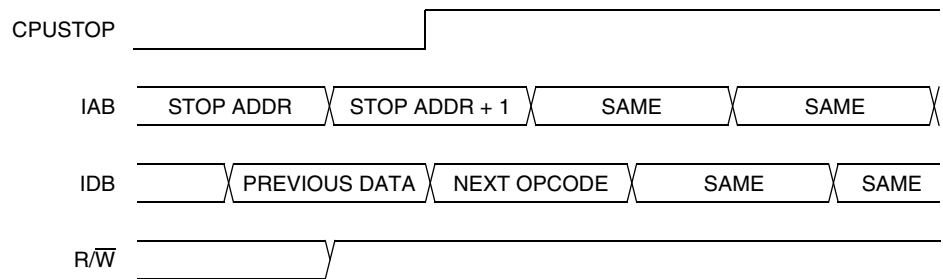 CPUSTOP
IAB STOP ADDR STOP ADDR + 1 SAME SAME
IDB PREVIOUS DATA NEXT OPCODE SAME SAME
R/W̅